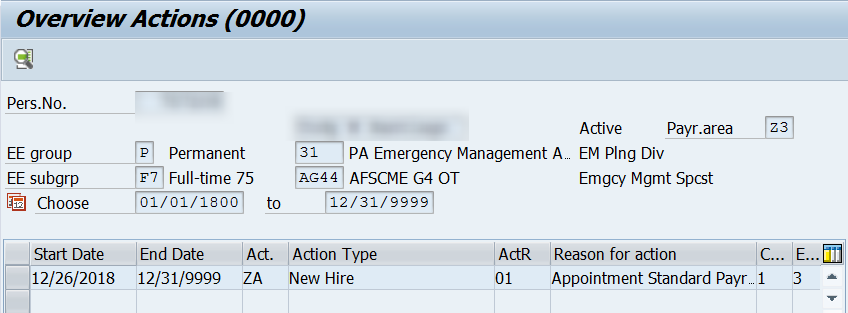 Overview Actions (0000)
Pers.No.
Active Payr.area Z3
EE group P Permanent 31 PA Emergency Management A… EM Plng Div
EE subgrp F7 Full-time 75 AG44 AFSCME G4 OT Emgcy Mgmt Spcst
Choose 01/01/1800 to 12/31/9999
Start Date End Date Act. Action Type ActR Reason for action C... E...
12/26/2018 12/31/9999 ZA New Hire 01 Appointment Standard Payr… 1 3